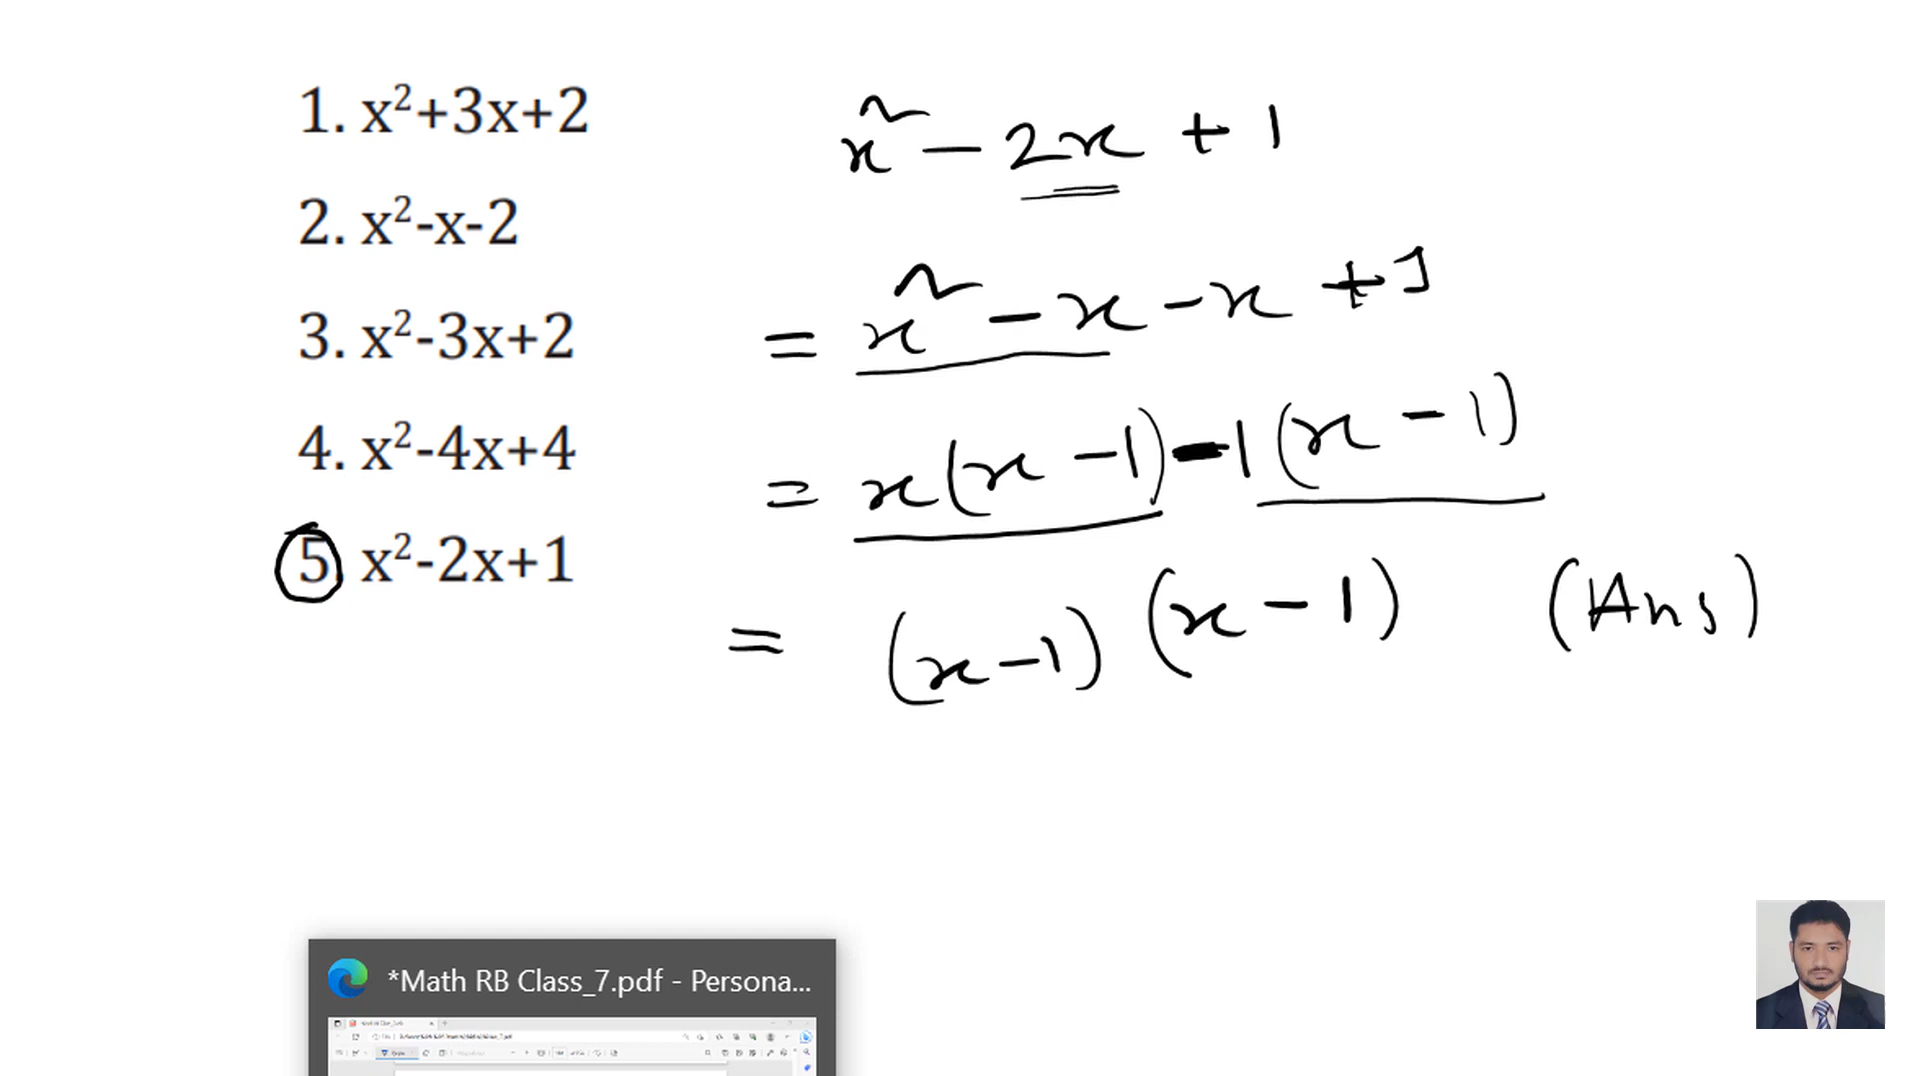 1. x²+3x+2
2. x²-x-2
3. x²-3x+2
4. x²-4x+4
5. x²-2x+1
x² - 2x + 1
= x² - x - x + 1
= x(x - 1) - 1(x - 1)
= (x - 1) (x - 1) (Ans)
*Math RB Class_7.pdf - Persona...